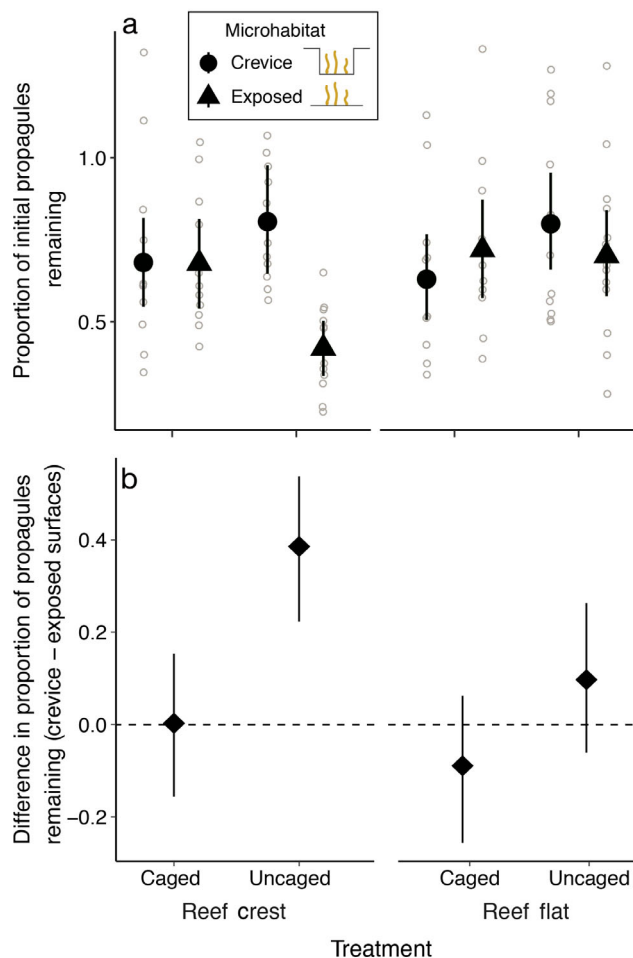 a
Microhabitat
Crevice
Exposed
Proportion of initial propagules
remaining
1.0
0.5
b
Difference in proportion of propagules
remaining (crevice – exposed surfaces)
0.4
0.2
0.0
−0.2
Caged Uncaged Caged Uncaged
Reef crest Reef flat
Treatment